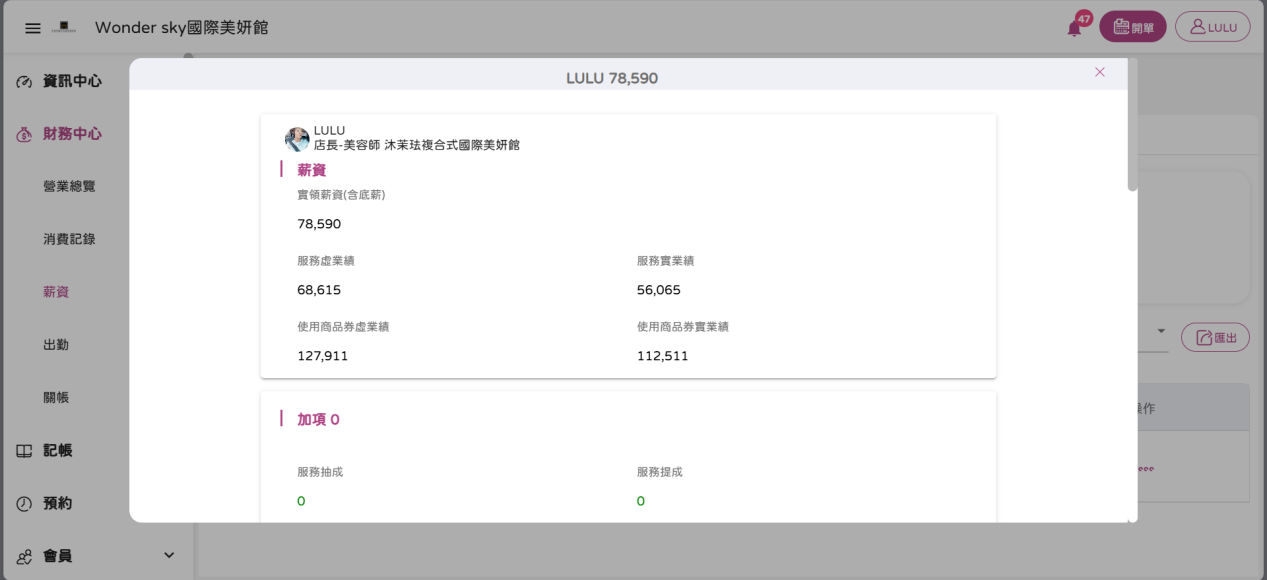 Wonder sky國際美妍館
47
開單
LULU
資訊中心
財務中心
營業總覽
消費記錄
薪資
出勤
關帳
記帳
預約
會員
LULU 78,590
LULU
店長-美容師 沐茉琺複合式國際美妍館
薪資
實領薪資(含底薪)
78,590
服務虛業績
服務實業績
68,615
56,065
使用商品券虛業績
使用商品券實業績
127,911
112,511
加項 0
服務抽成
服務提成
0
0
匯出
操作